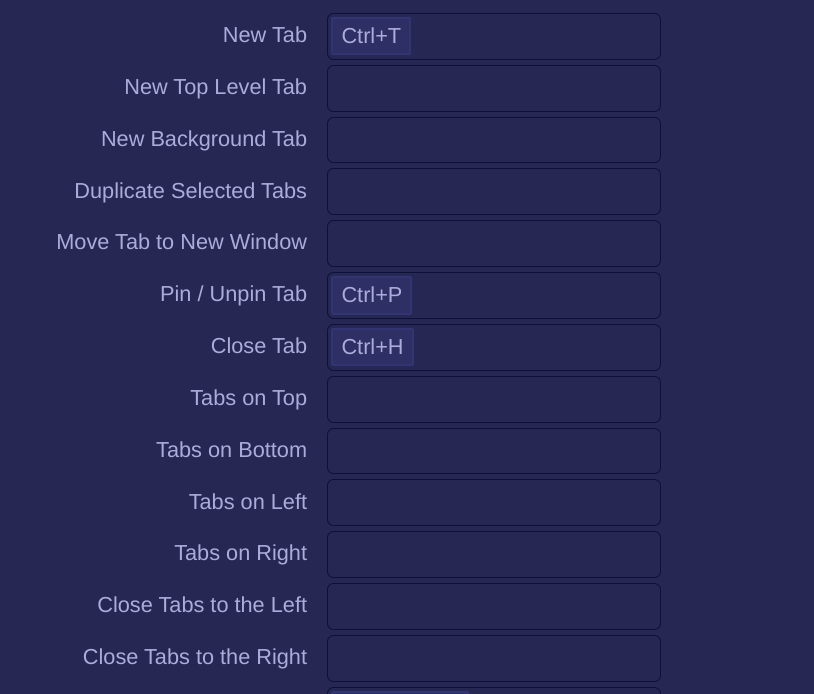 New Tab Ctrl+T
New Top Level Tab
New Background Tab
Duplicate Selected Tabs
Move Tab to New Window
Pin / Unpin Tab Ctrl+P
Close Tab Ctrl+H
Tabs on Top
Tabs on Bottom
Tabs on Left
Tabs on Right
Close Tabs to the Left
Close Tabs to the Right